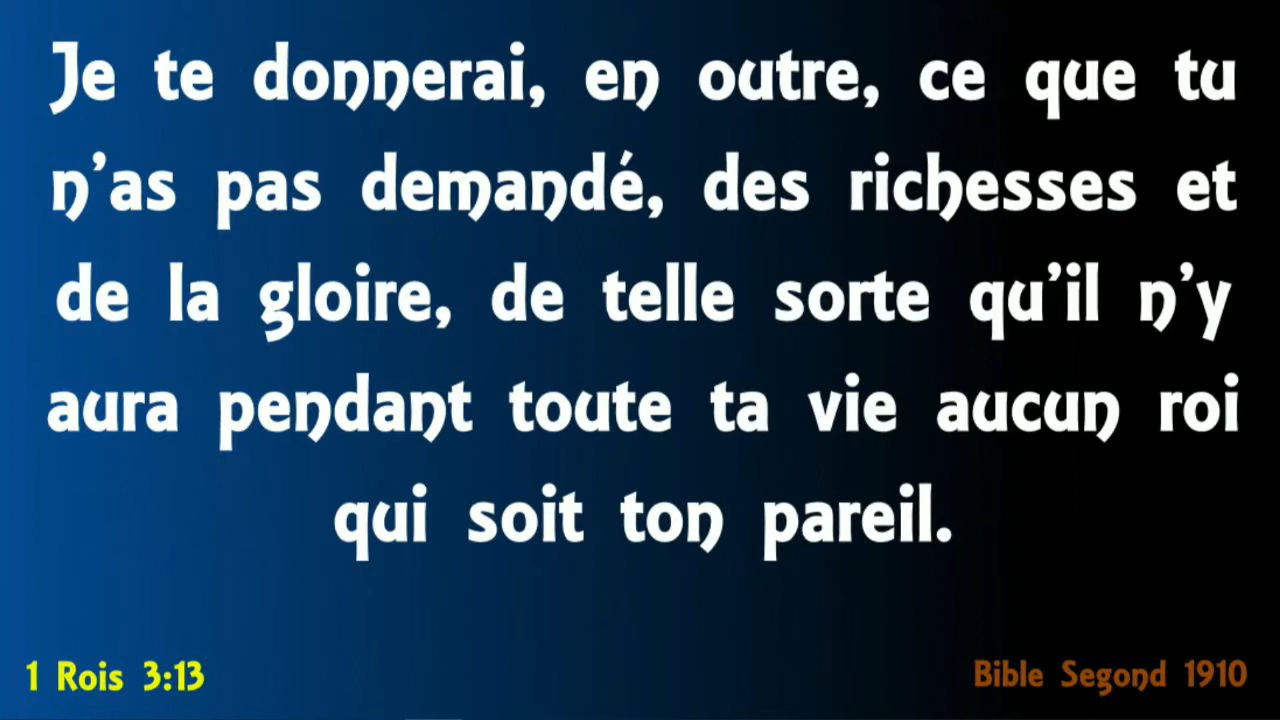 Je te donnerai, en outre, ce que tu
n'as pas demandé, des richesses et
de la gloire, de telle sorte qu'il n'y
aura pendant toute ta vie aucun roi
qui soit ton pareil.
1 Rois 3:13
Bible Segond 1910